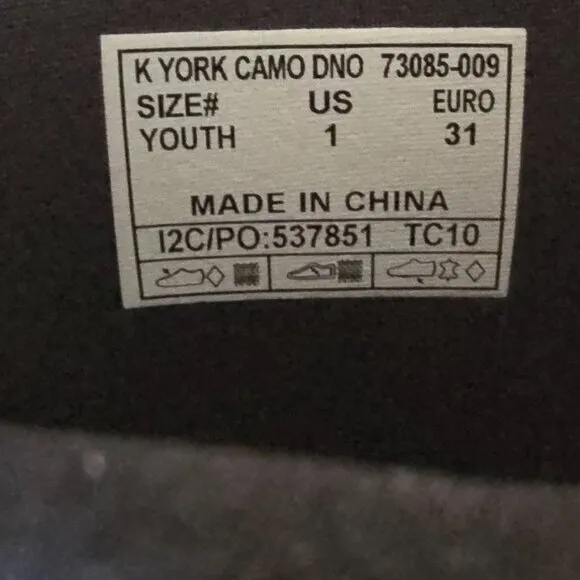 K YORK CAMO DNO 73085-009
SIZE# US EURO
YOUTH 1 31
MADE IN CHINA
I2C/PO:537851 TC10